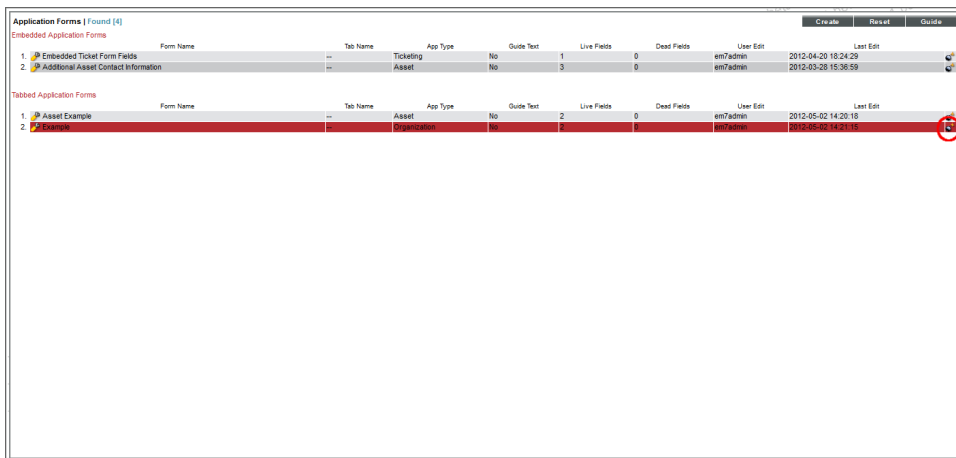 Application Forms | Found [4] Create Reset Guide
Embedded Application Forms
Form Name Tab Name App Type Guide Text Live Fields Dead Fields User Edit Last Edit
1. Embedded Ticket Form Fields -- Ticketing No 1 0 em7admin 2012-04-20 18:24:29
2. Additional Asset Contact Information -- Asset No 3 0 em7admin 2012-03-28 15:36:59
Tabbed Application Forms
Form Name Tab Name App Type Guide Text Live Fields Dead Fields User Edit Last Edit
1. Asset Example -- Asset No 2 0 em7admin 2012-05-02 14:20:18
2. Example -- Organization No 2 0 em7admin 2012-05-02 14:21:15